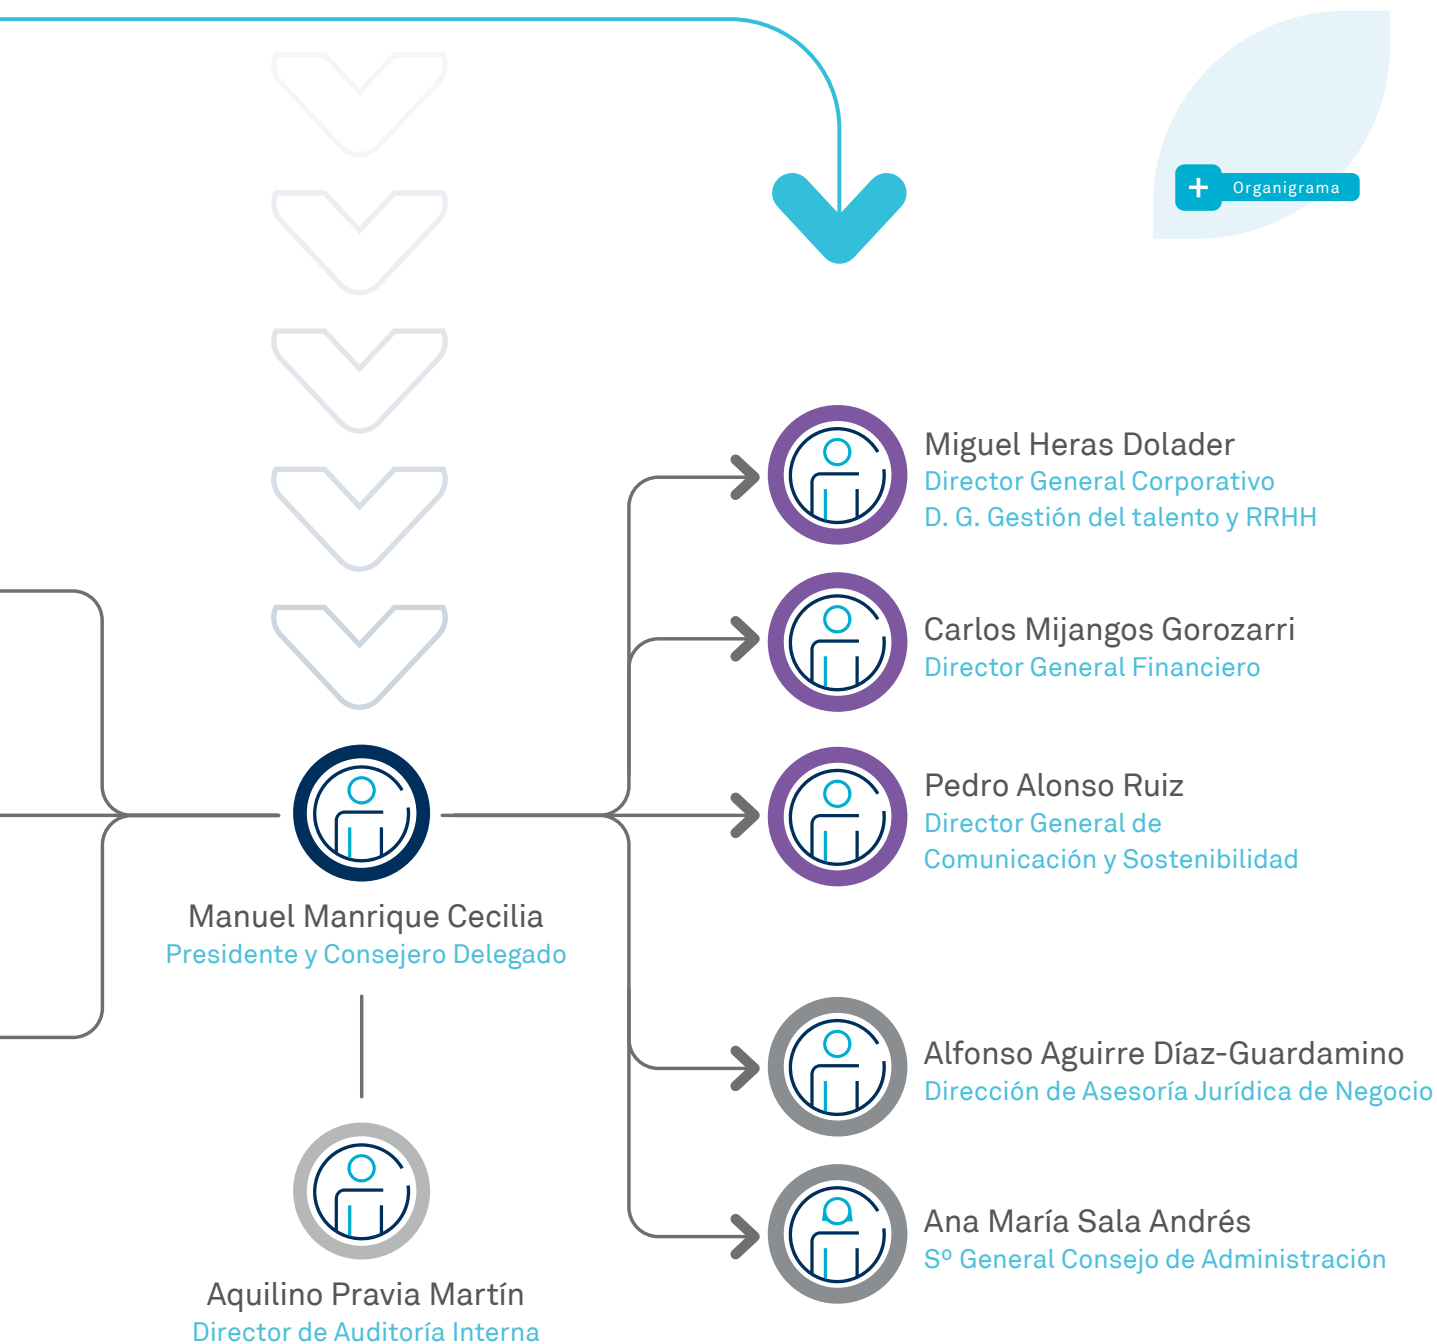 + Organigrama
Miguel Heras Dolader
Director General Corporativo
D. G. Gestión del talento y RRHH
Carlos Mijangos Gorozarri
Director General Financiero
Pedro Alonso Ruiz
Director General de
Comunicación y Sostenibilidad
Manuel Manrique Cecilia
Presidente y Consejero Delegado
Alfonso Aguirre Díaz-Guardamino
Dirección de Asesoría Jurídica de Negocio
Ana María Sala Andrés
Sº General Consejo de Administración
Aquilino Pravia Martín
Director de Auditoría Interna